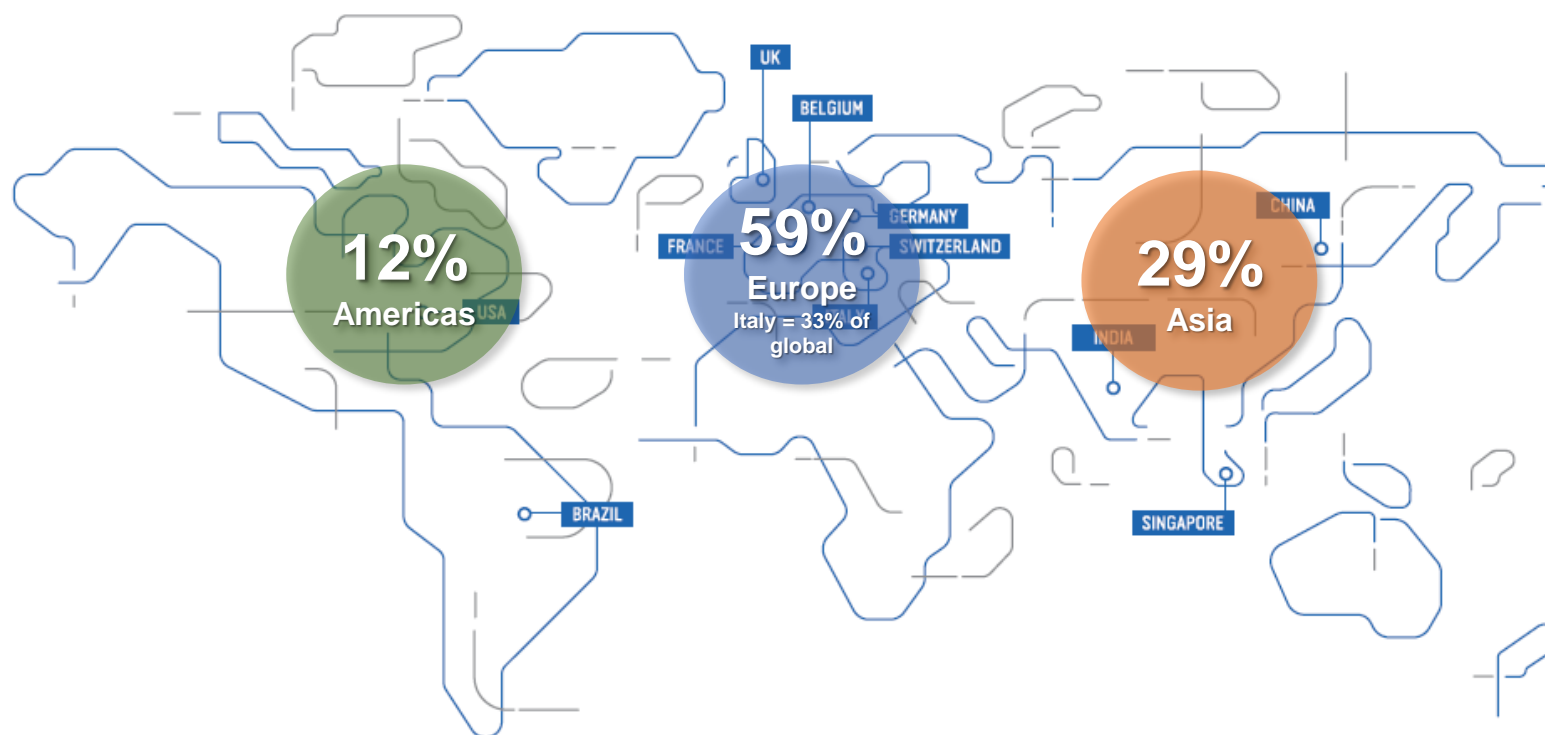 UK
BELGIUM
GERMANY
FRANCE
SWITZERLAND
CHINA
12%
Americas
USA
59%
Europe
ITALY
Italy = 33% of
global
29%
Asia
INDIA
BRAZIL
SINGAPORE